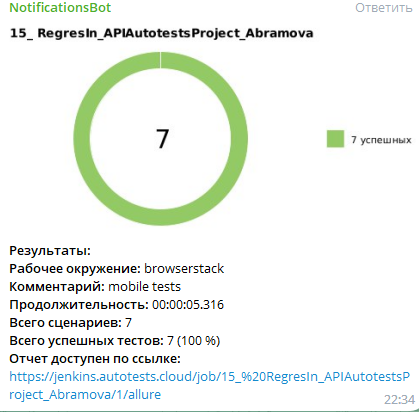 NotificationsBot Ответить
15_ RegresIn_APIAutotestsProject_Abramova
7
7 успешных
Результаты:
Рабочее окружение: browserstack
Комментарий: mobile tests
Продолжительность: 00:00:05.316
Всего сценариев: 7
Всего успешных тестов: 7 (100 %)
Отчет доступен по ссылке:
https://jenkins.autotests.cloud/job/15_%20RegresIn_APIAutotestsP
roject_Abramova/1/allure
22:34